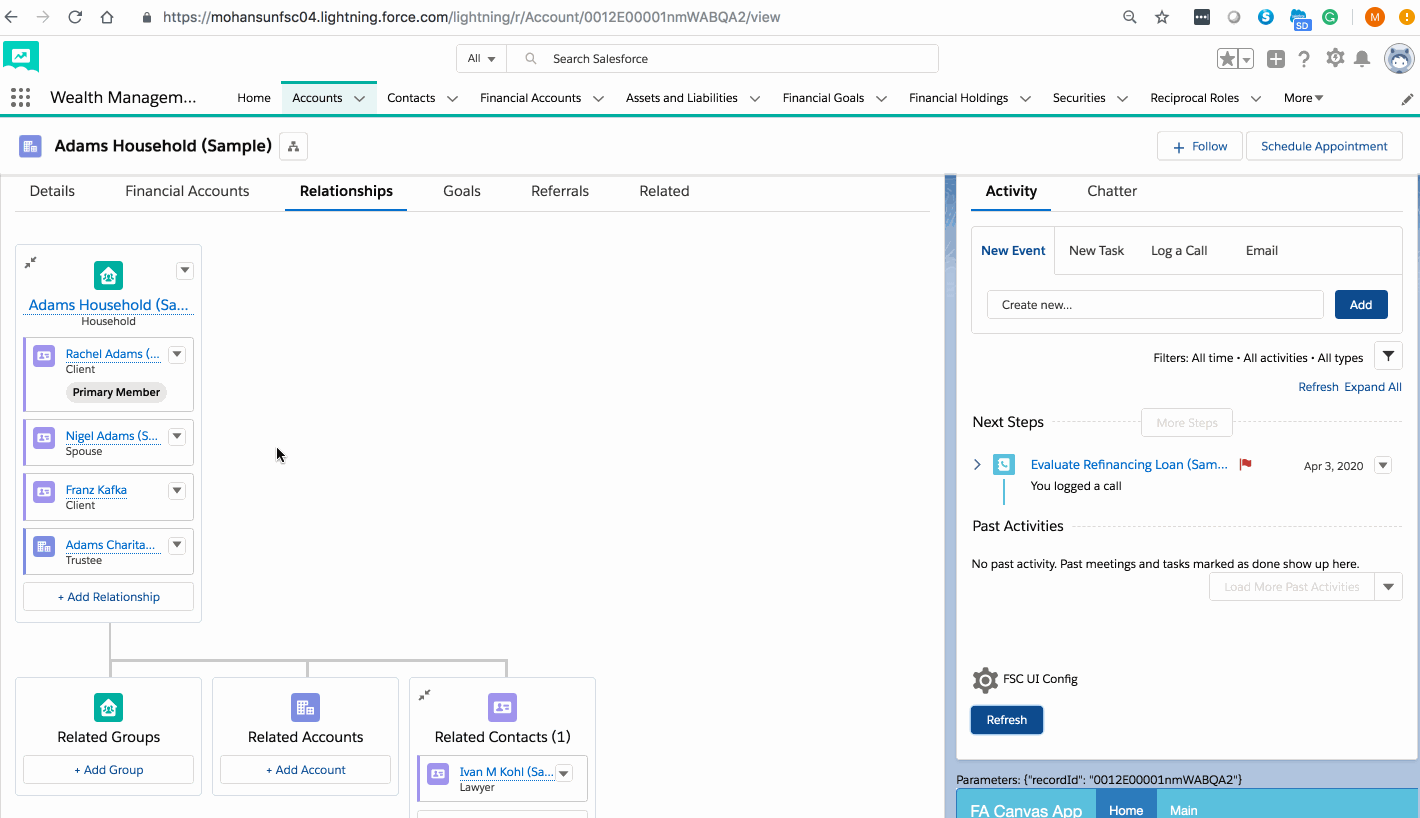 https://mohansunfsc04.lightning.force.com/lightning/r/Account/0012E00001nmWABQA2/view
SD
M
All
Search Salesforce
Wealth Managem...
Home
Accounts
Contacts
Financial Accounts
Assets and Liabilities
Financial Goals
Financial Holdings
Securities
Reciprocal Roles
More
Adams Household (Sample)
+ Follow
Schedule Appointment
Details
Financial Accounts
Relationships
Goals
Referrals
Related
Adams Household (Sa...
Household
Rachel Adams (...
Client
Primary Member
Nigel Adams (S...
Spouse
Franz Kafka
Client
Adams Charita...
Trustee
+ Add Relationship
Related Groups
+ Add Group
Related Accounts
+ Add Account
Related Contacts (1)
Ivan M Kohl (Sa...
Lawyer
Activity
Chatter
New Event
New Task
Log a Call
Email
Create new...
Add
Filters: All time • All activities • All types
Refresh
Expand All
Next Steps
More Steps
Evaluate Refinancing Loan (Sam...
Apr 3, 2020
You logged a call
Past Activities
No past activity. Past meetings and tasks marked as done show up here.
Load More Past Activities
FSC UI Config
Refresh
Parameters: {"recordId": "0012E00001nmWABQA2"}
FA Canvas App
Home
Main